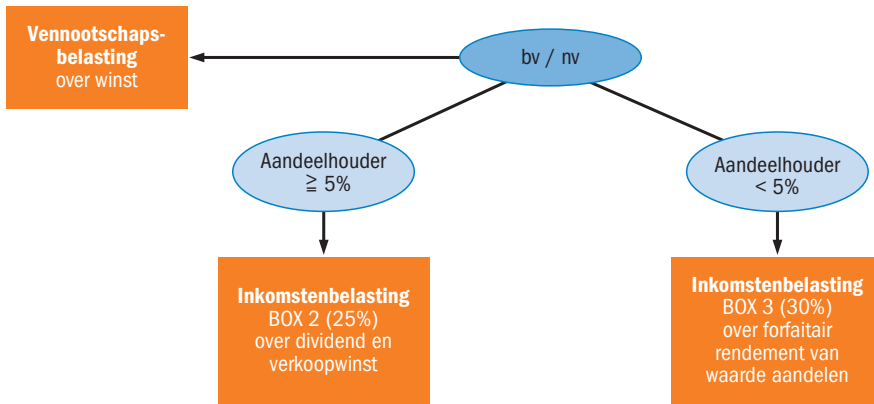 Vennootschaps-
belasting
over winst
bv / nv
Aandeelhouder
≧ 5%
Aandeelhouder
< 5%
Inkomstenbelasting
BOX 2 (25%)
over dividend en
verkoopwinst
Inkomstenbelasting
BOX 3 (30%)
over forfaitair
rendement van
waarde aandelen